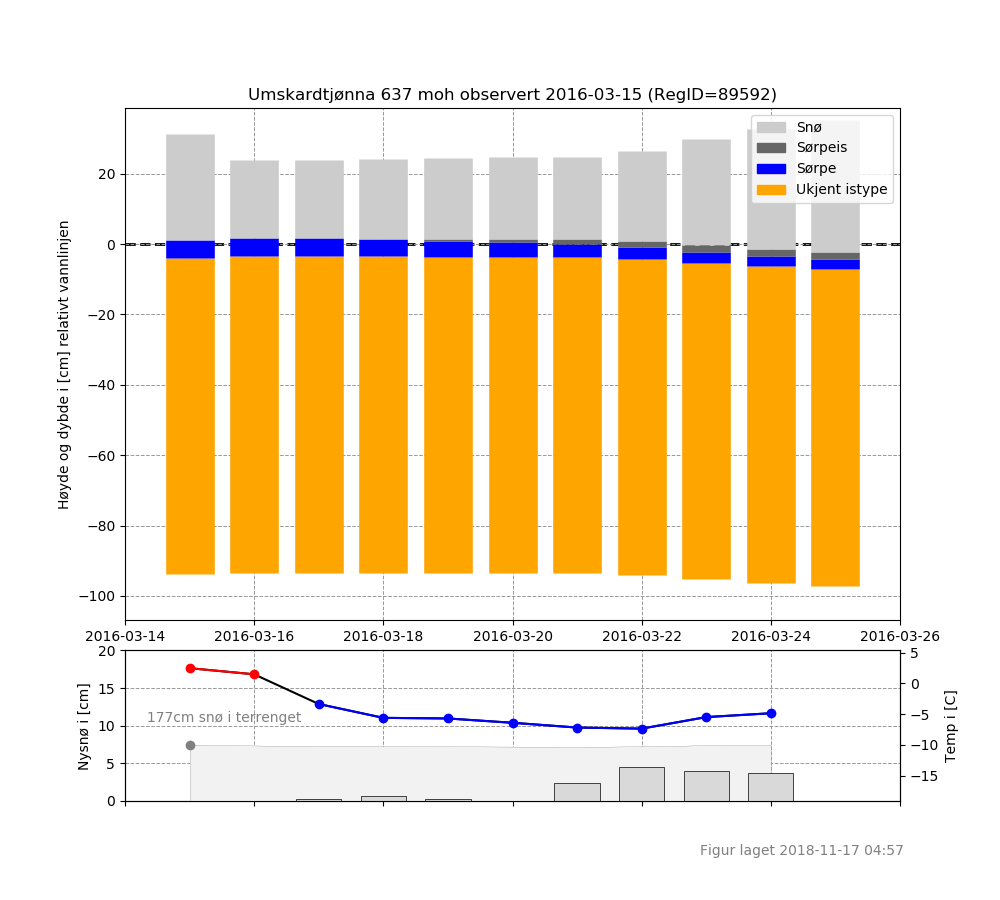 Umskardtjønna 637 moh observert 2016-03-15 (RegID=89592)
Snø
Sørpeis
Sørpe
Ukjent istype
Høyde og dybde i [cm] relativt vannlinjen
20
0
−20
−40
−60
−80
−100
2016-03-14 2016-03-16 2016-03-18 2016-03-20 2016-03-22 2016-03-24 2016-03-26
Nysnø i [cm]
20
15
10
5
0
177cm snø i terrenget
5
0
−5
−10
−15
Temp i [C]
Figur laget 2018-11-17 04:57